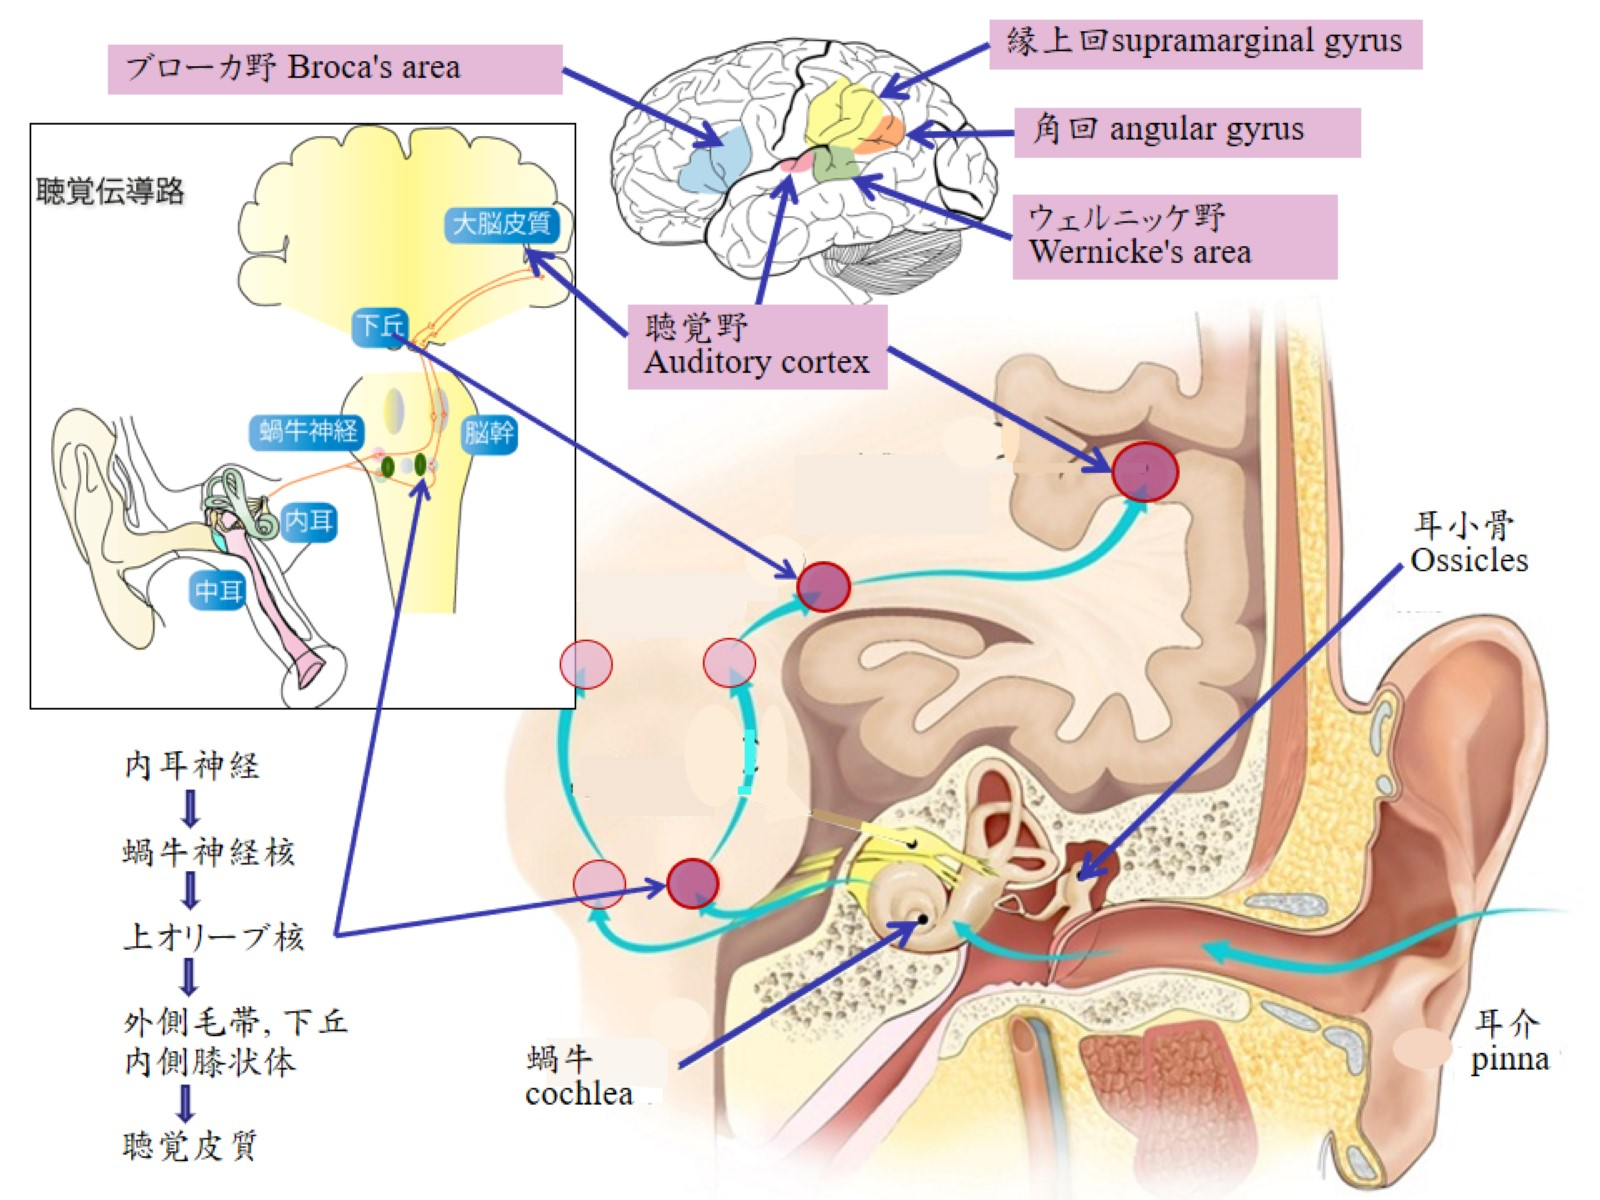 ブローカ野 Broca's area
縁上回supramarginal gyrus
角回 angular gyrus
ウェルニッケ野
Wernicke's area
聴覚野
Auditory cortex
聴覚伝導路
大脳皮質
下丘
蝸牛神経
脳幹
内耳
中耳
耳小骨
Ossicles
耳介
pinna
蝸牛
cochlea
内耳神経
蝸牛神経核
上オリーブ核
外側毛帯, 下丘
内側膝状体
聴覚皮質